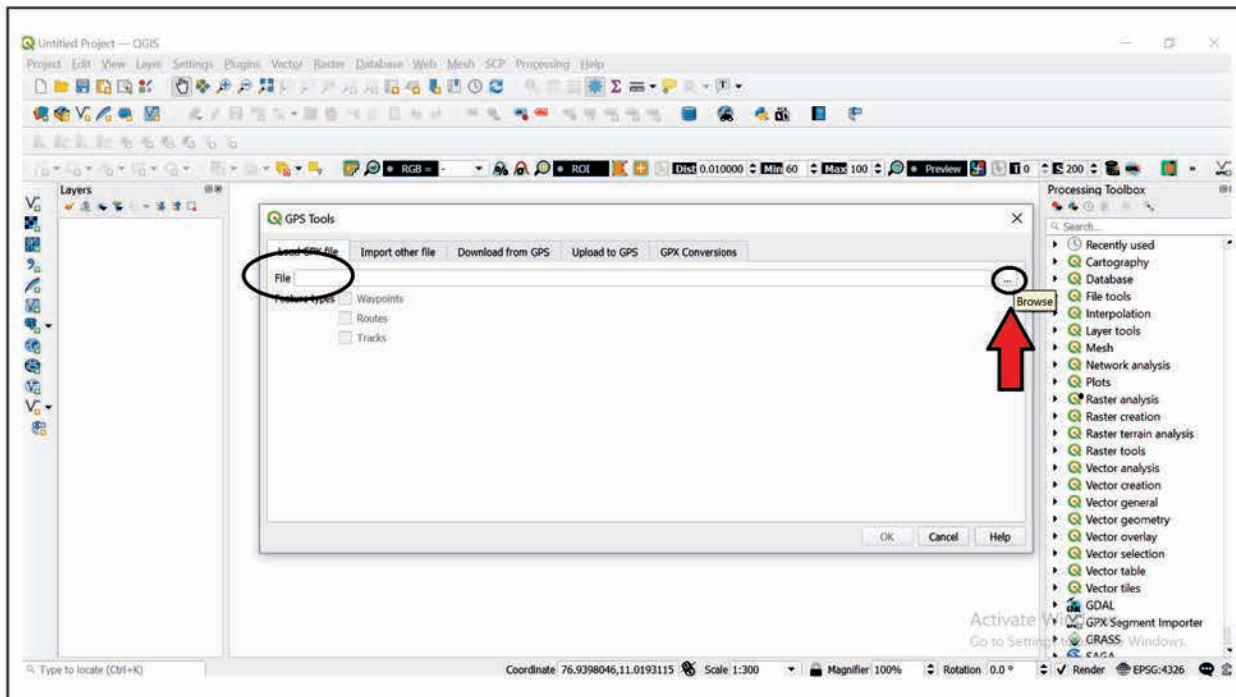 Untitled Project — QGIS
Project Edit View Layer Settings Plugins Vector Raster Database Web Mesh SCP Processing Help
RGB = - ROI Dist 0.010000 Min 60 Max 100 Preview T 0 S 200
Layers
Processing Toolbox
GPS Tools
Search...
Load GPX file Import other file Download from GPS Upload to GPS GPX Conversions
File ...
Browse
Feature types Waypoints
Routes
Tracks
Recently used
Cartography
Database
File tools
Interpolation
Layer tools
Mesh
Network analysis
Plots
Raster analysis
Raster creation
Raster terrain analysis
Raster tools
Vector analysis
Vector creation
Vector general
Vector geometry
Vector overlay
Vector selection
Vector table
Vector tiles
GDAL
GPX Segment Importer
GRASS
SAGA
OK Cancel Help
Activate Windows
Go to Settings to Windows.
Type to locate (Ctrl+K) Coordinate 76.9398046,11.0193115 Scale 1:300 Magnifier 100% Rotation 0.0 ° Render EPSG:4326